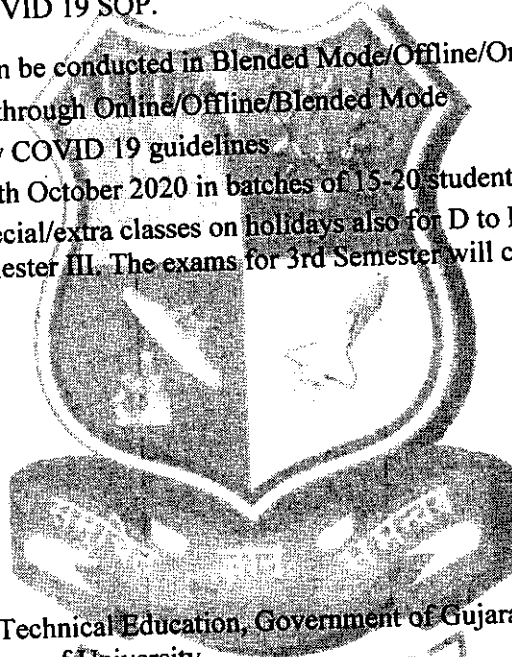 VID 19 SOP.
n be conducted in Blended Mode/Offline/On
through Online/Offline/Blended Mode
COVID 19 guidelines
th October 2020 in batches of 15-20 student
ecial/extra classes on holidays also for D to
ester III. The exams for 3rd Semester will c
Technical Education, Government of Gujara
of University